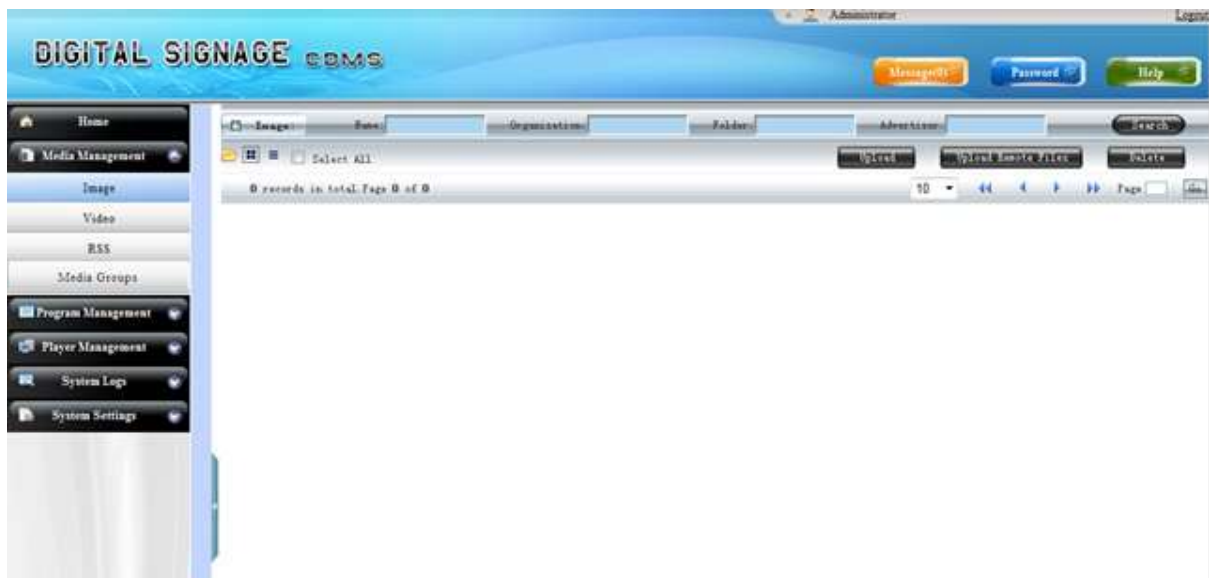 Administrator Logout
DIGITAL SIGNAGE CDMS
Message(0) Password Help
Home
Image: Name: Organization: Folder: Advertiser: Search
Media Management
Select All Upload Upload Remote Files Delete
Image
0 records in total Page 0 of 0 10 Page
Video
RSS
Media Groups
Program Management
Player Management
System Logs
System Settings